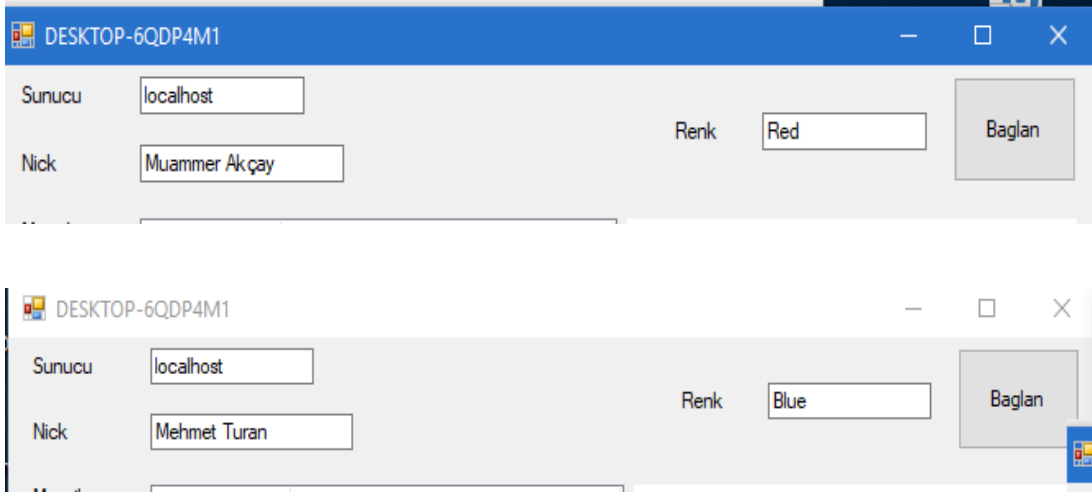 DESKTOP-6QDP4M1
Sunucu localhost
Renk Red Baglan
Nick Muammer Akçay
DESKTOP-6QDP4M1
Sunucu localhost
Renk Blue Baglan
Nick Mehmet Turan